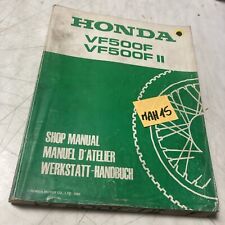 HONDA
VF500F
VF500F II
MAN 15
SHOP MANUAL
MANUEL D'ATELIER
WERKSTATT-HANDBUCH